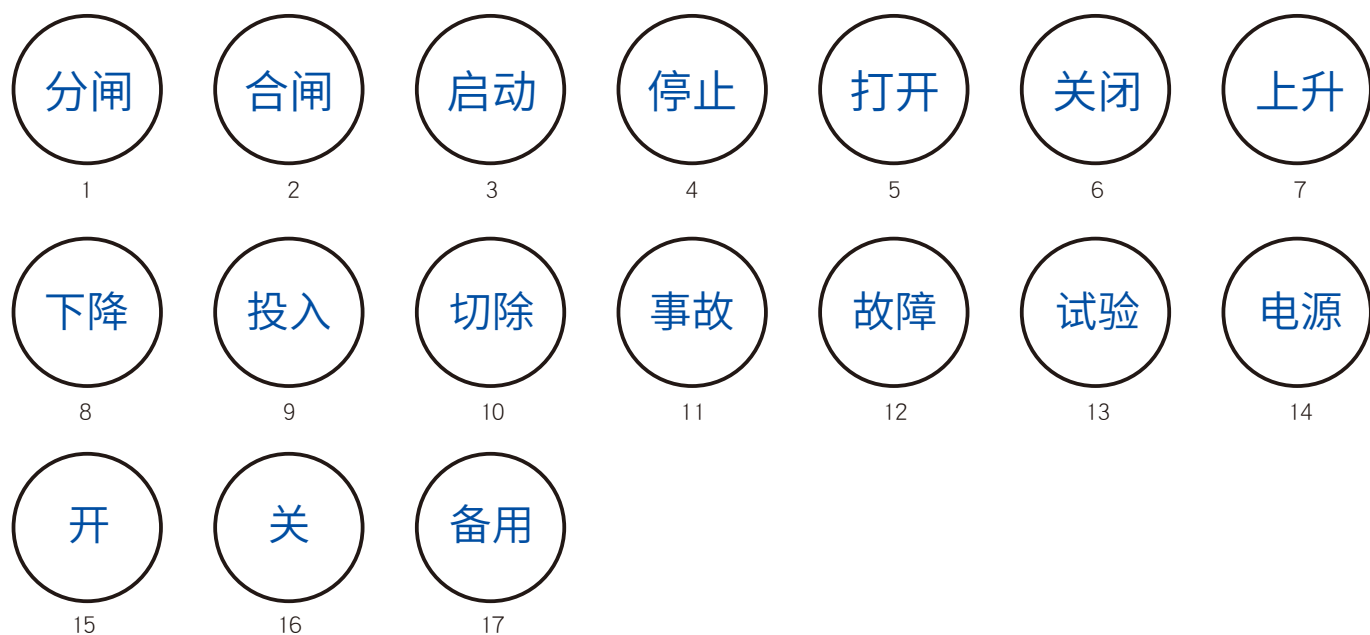 分闸 合闸 启动 停止 打开 关闭 上升
1 2 3 4 5 6 7
下降 投入 切除 事故 故障 试验 电源
8 9 10 11 12 13 14
开 关 备用
15 16 17